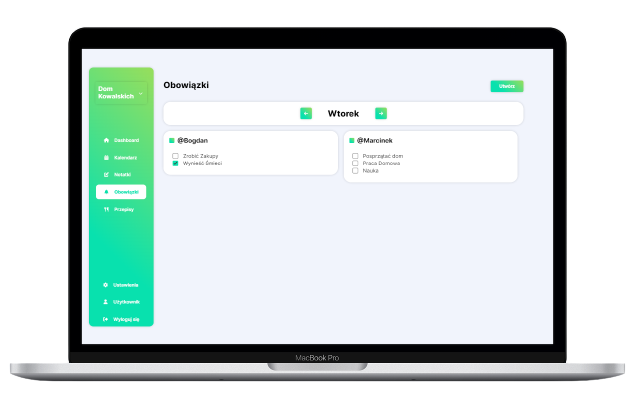 Dom
Kowalskich
Dashboard
Kalendarz
Notatki
Obowiązki
Przepisy
Ustawienia
Użytkownik
Wyloguj się
Obowiązki
Utwórz
Wtorek
@Bogdan
Zrobić Zakupy
Wynieść Śmieci
@Marcinek
Posprzątać dom
Praca Domowa
Nauka
MacBook Pro